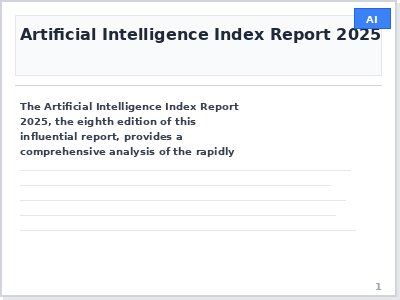 AI
Artificial Intelligence Index Report 2025
The Artificial Intelligence Index Report
2025, the eighth edition of this
influential report, provides a
comprehensive analysis of the rapidly
1